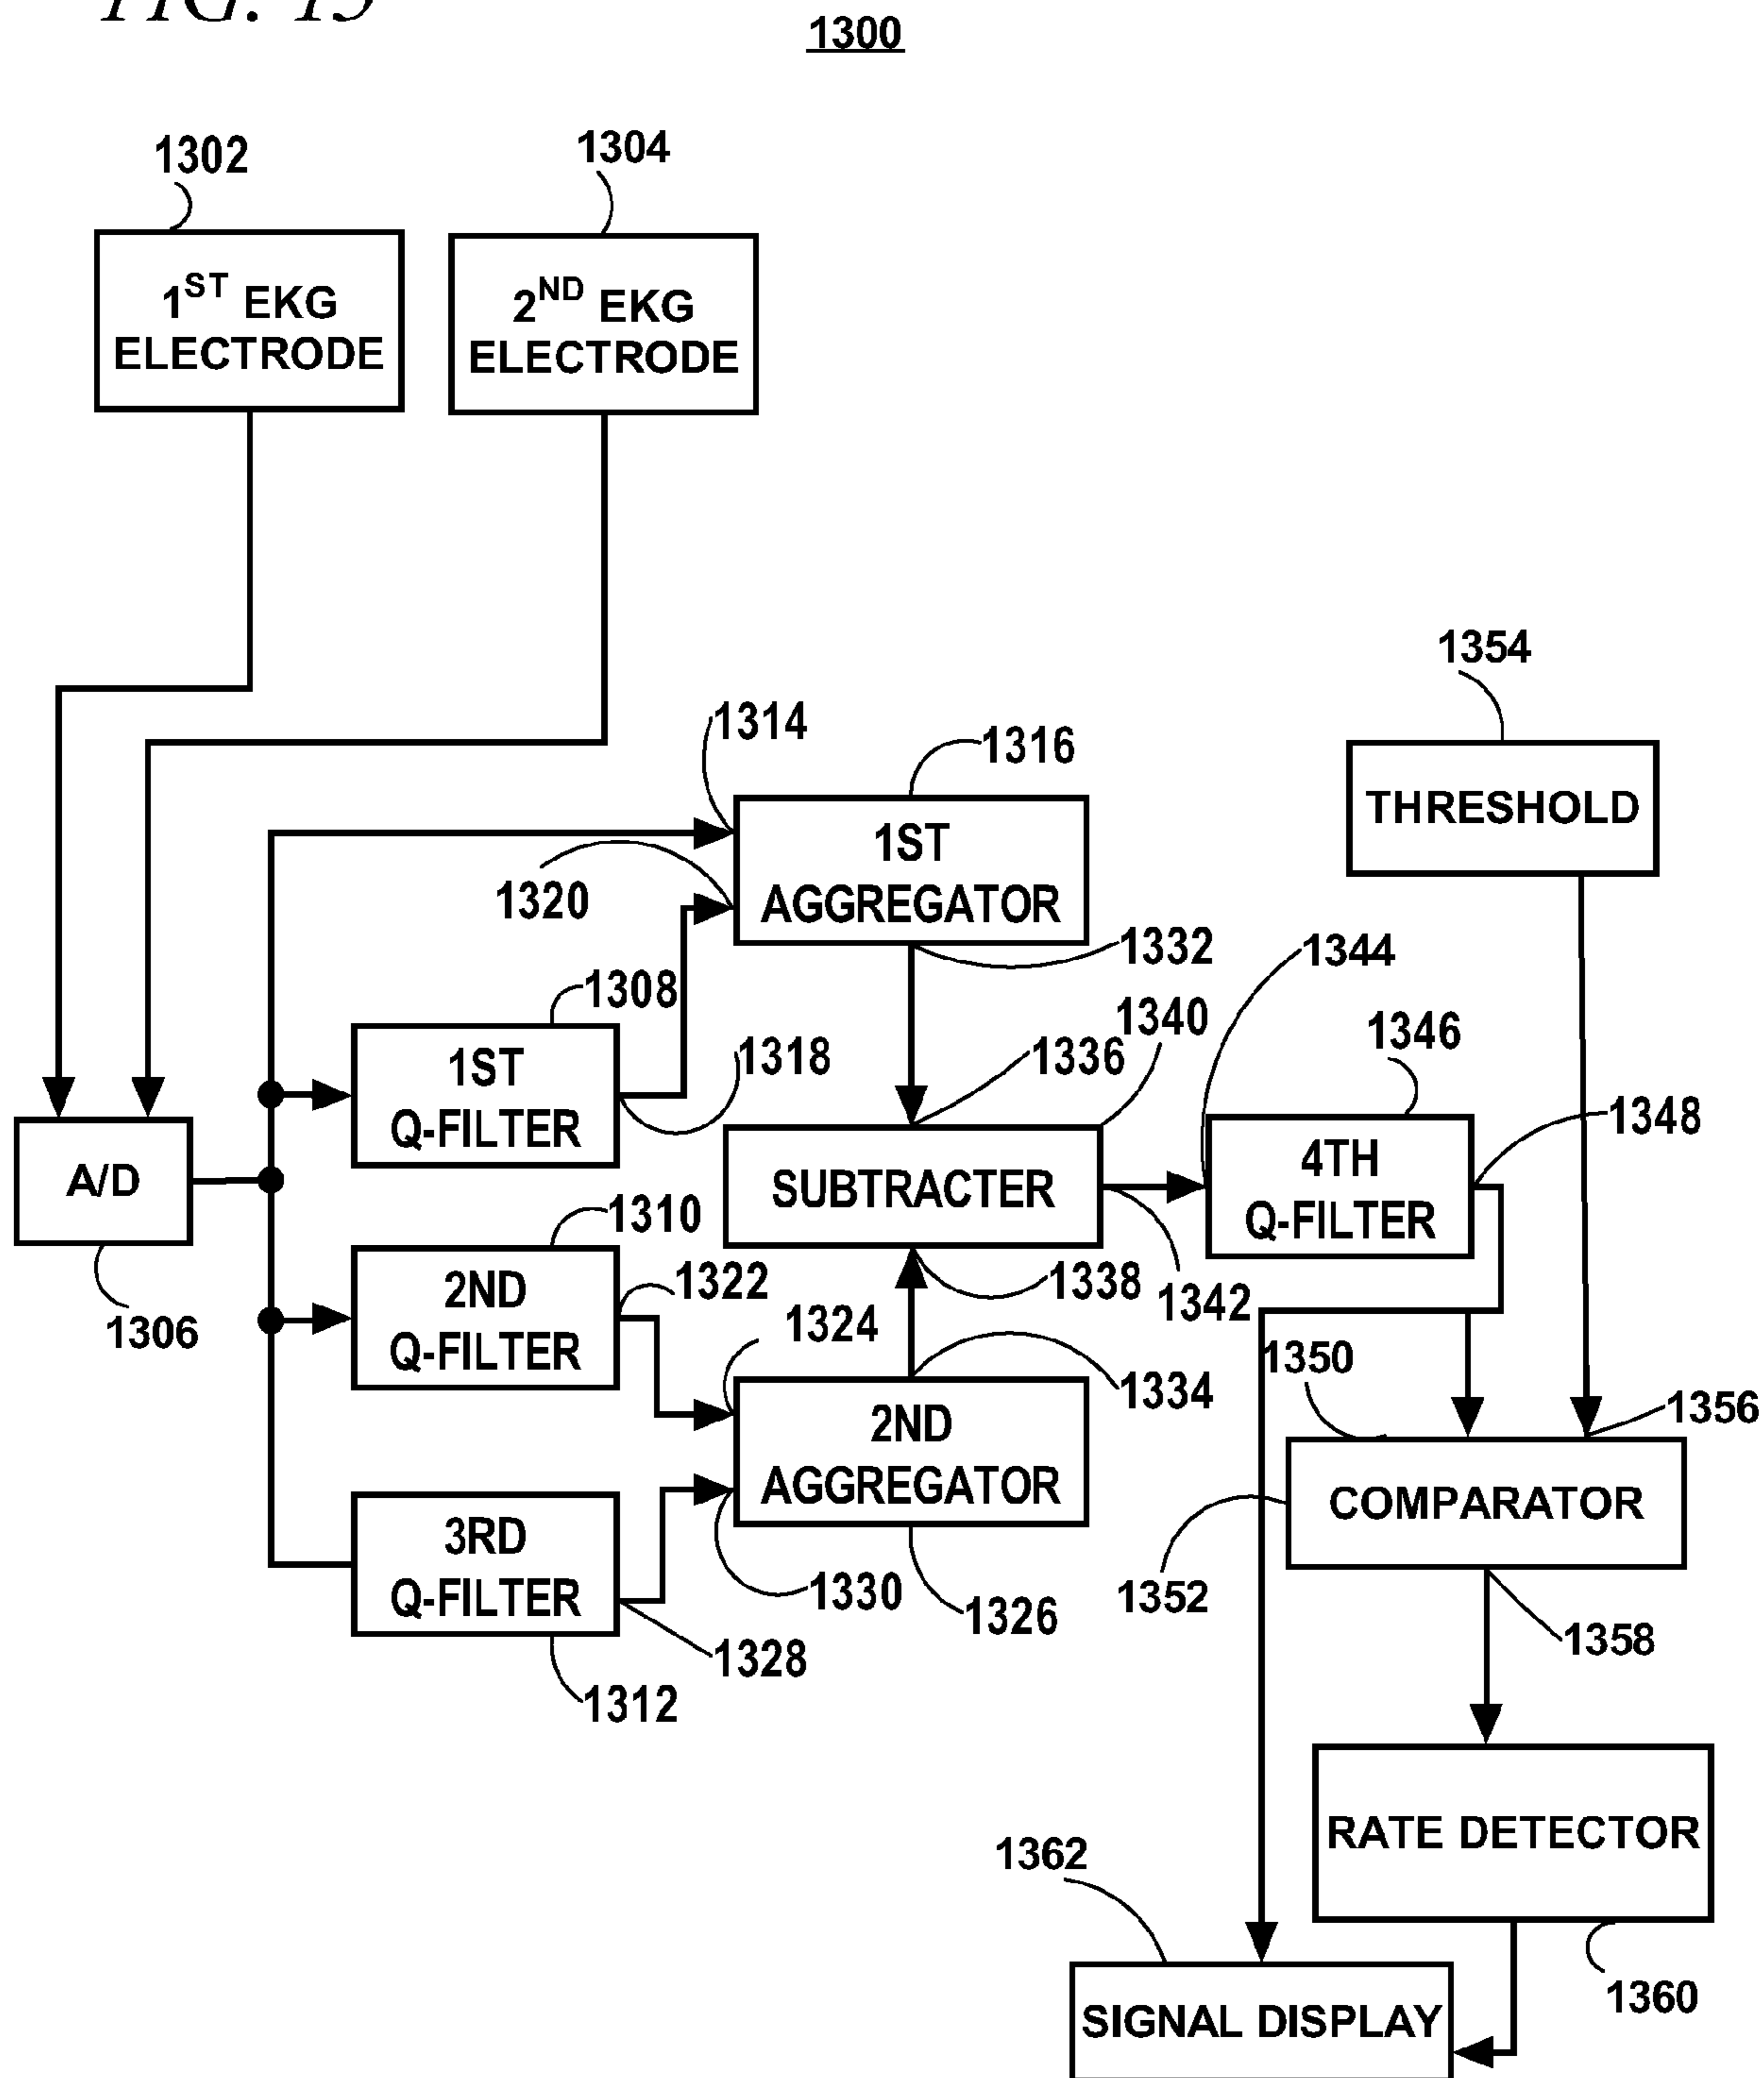 FIG. 13
1300
1302
1304
1ST EKG
ELECTRODE
2ND EKG
ELECTRODE
1354
1314
1316
THRESHOLD
1ST
AGGREGATOR
1320
1332
1344
1308
1340
1346
1318
1336
1ST
Q-FILTER
1348
A/D
SUBTRACTER
4TH
Q-FILTER
1310
1322
1338
1342
1306
2ND
Q-FILTER
1324
1350
1334
1356
2ND
AGGREGATOR
COMPARATOR
3RD
Q-FILTER
1330
1352
1326
1358
1328
1312
RATE DETECTOR
1362
1360
SIGNAL DISPLAY